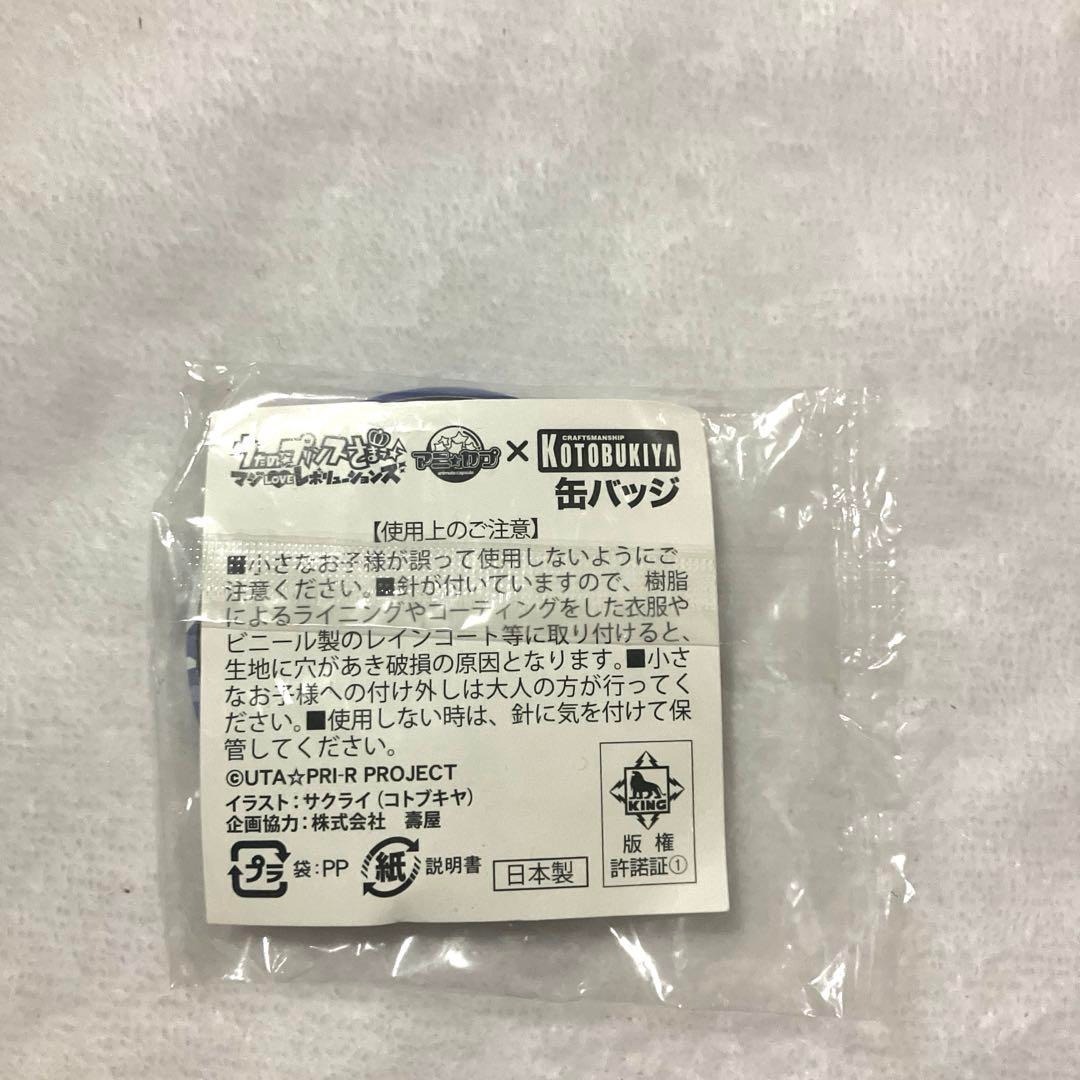 うたの☆プリンスさまっ♪
マジLOVEレボリューションズ
アニ★カプ
animate capsule
×
CRAFTSMANSHIP
KOTOBUKIYA
缶バッジ
【使用上のご注意】
■小さなお子様が誤って使用しないようにご
注意ください。■針が付いていますので、樹脂
によるライニングやコーティングをした衣服や
ビニール製のレインコート等に取り付けると、
生地に穴があき破損の原因となります。■小さ
なお子様への付け外しは大人の方が行ってく
ださい。■使用しない時は、針に気を付けて保
管してください。
©UTA☆PRI-R PROJECT
イラスト：サクライ（コトブキヤ）
企画協力：株式会社　壽屋
プラ 袋：PP 紙 説明書 日本製
KING
版 権
許諾証①